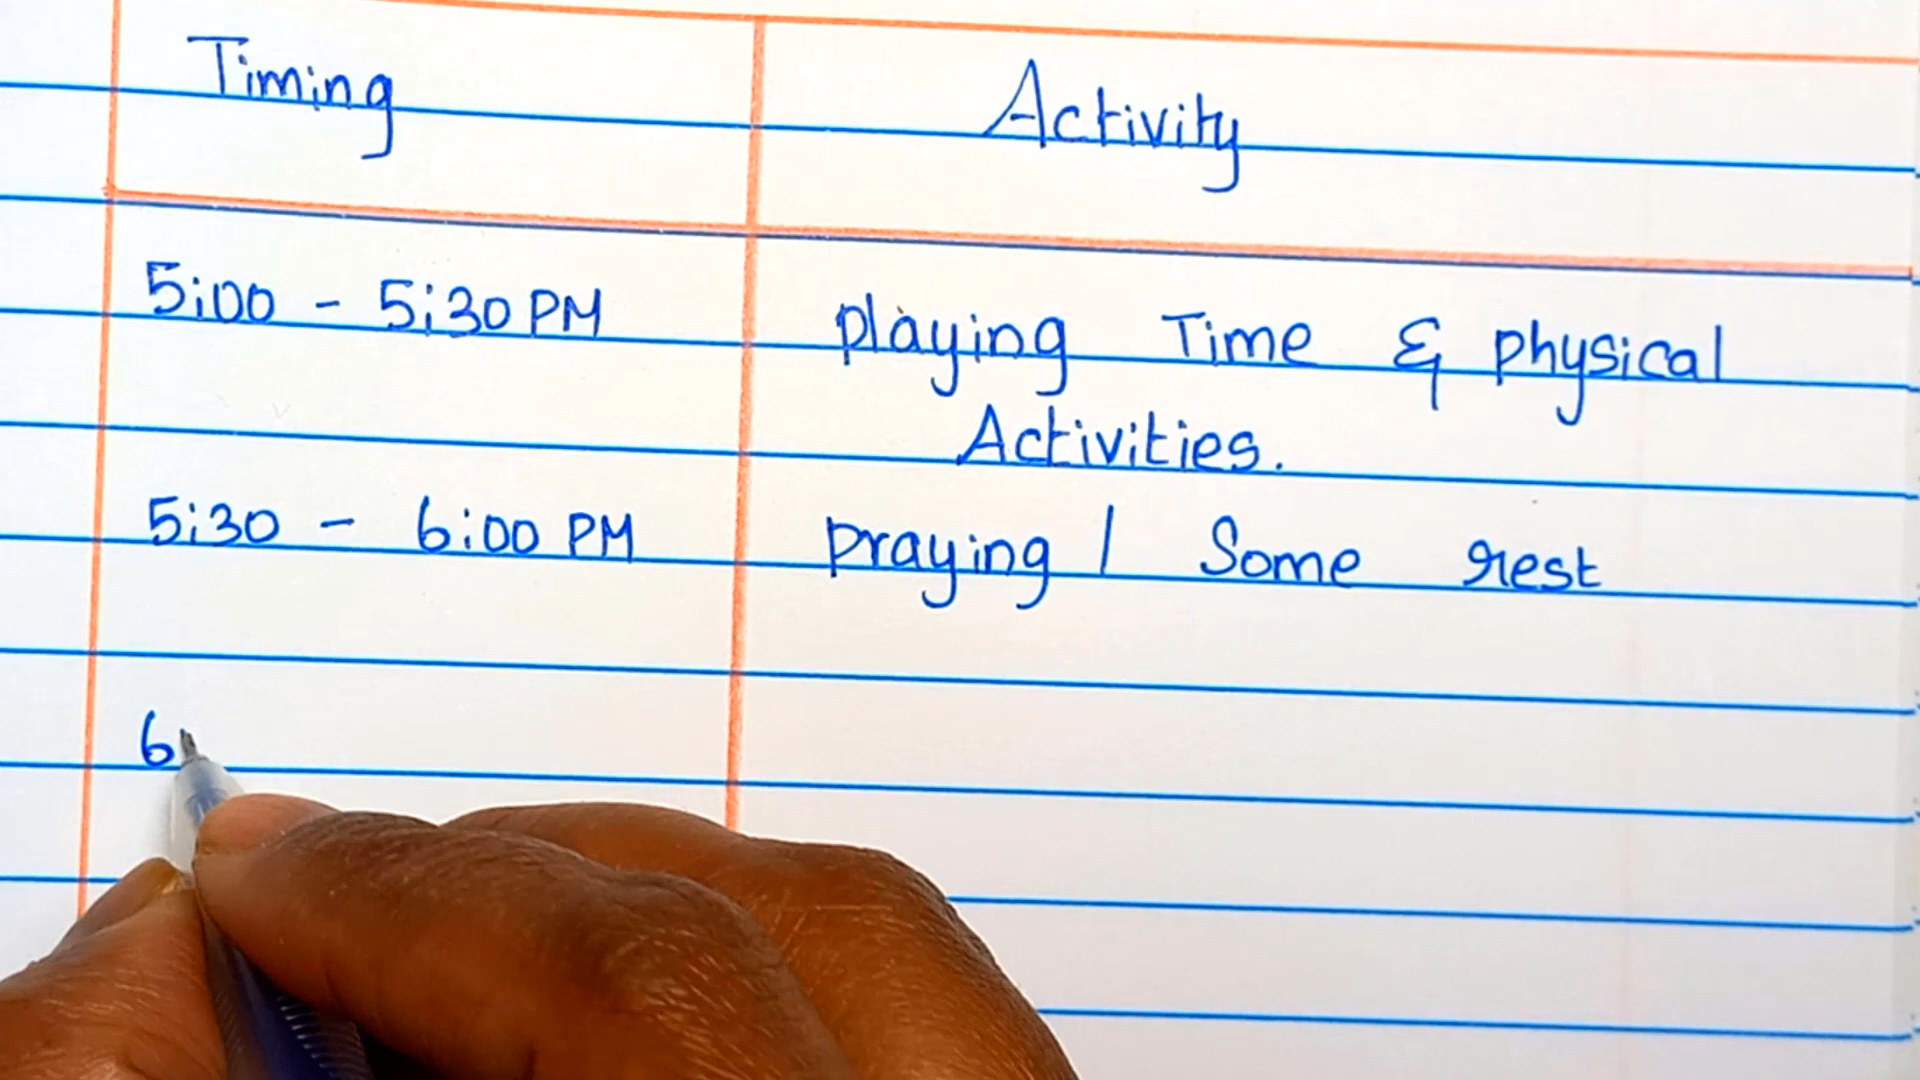 Timing Activity
5:00 - 5:30 PM Playing Time & Physical
Activities.
5:30 - 6:00 PM Praying / Some rest
6